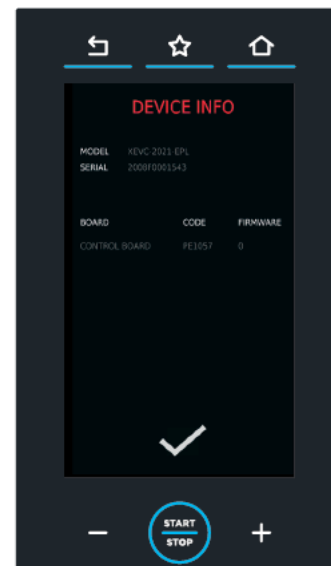 DEVICE INFO
MODEL XEVC-2021-EPL
SERIAL 2008F0001543
BOARD CODE FIRMWARE
CONTROL BOARD PE1057 0
START
STOP